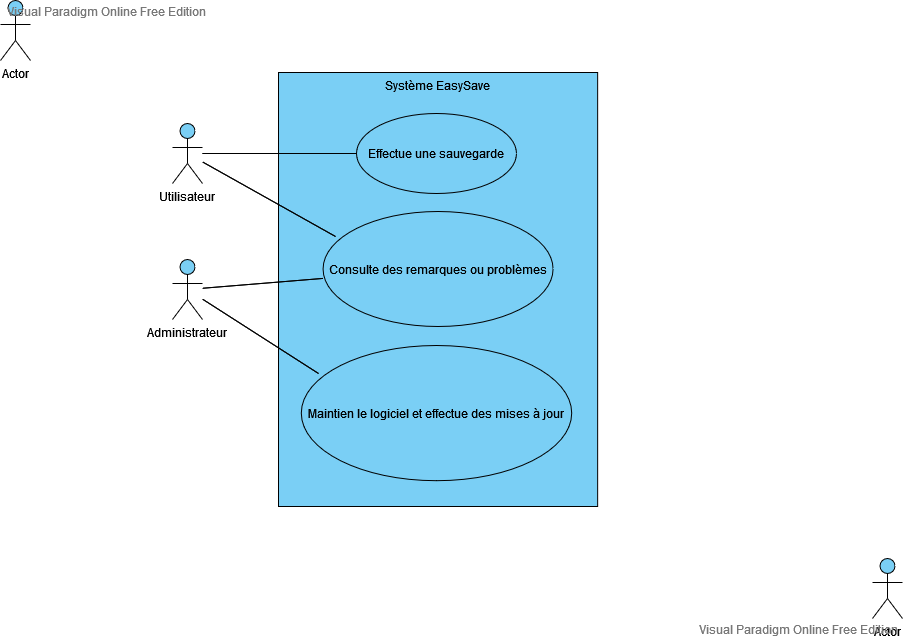 Visual Paradigm Online Free Edition
Actor
Système EasySave
Effectue une sauvegarde
Utilisateur
Consulte des remarques ou problèmes
Administrateur
Maintien le logiciel et effectue des mises à jour
Visual Paradigm Online Free Edition
Actor